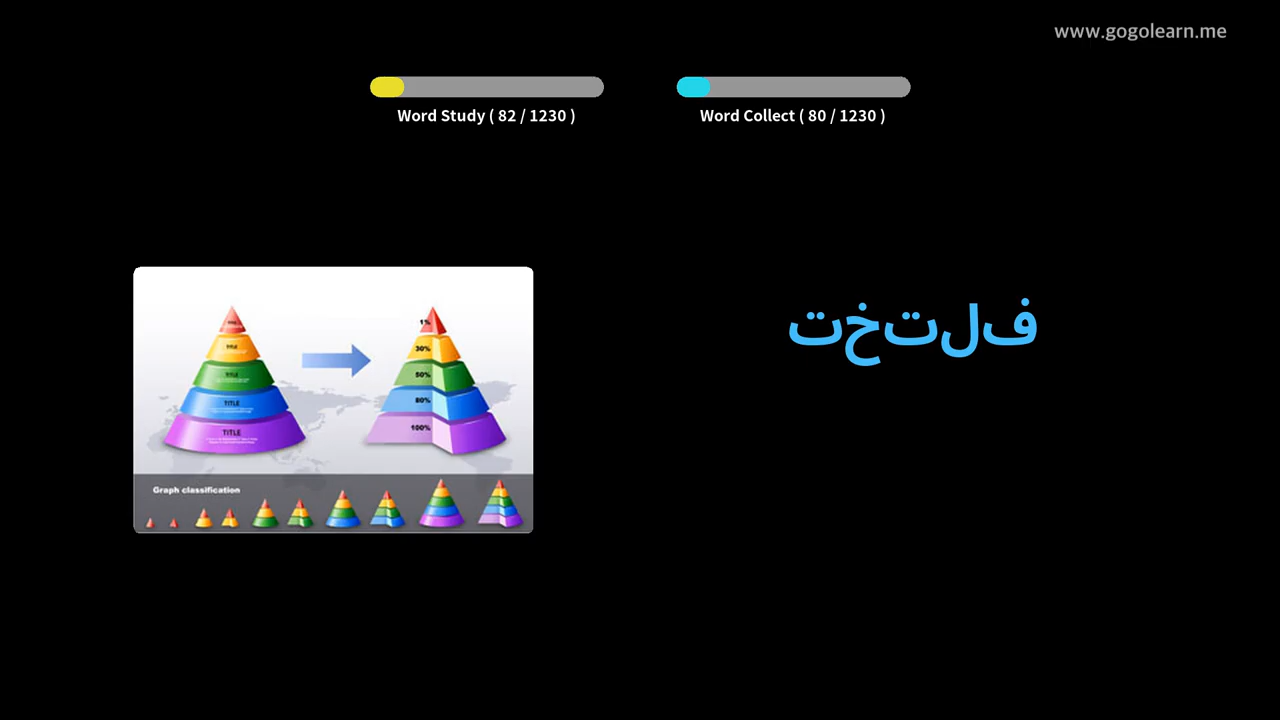 www.gogolearn.me
Word Study ( 82 / 1230 )
Word Collect ( 80 / 1230 )
تختلف
TITLE
TITLE
TITLE
TITLE
1%
30%
50%
80%
100%
Graph classification